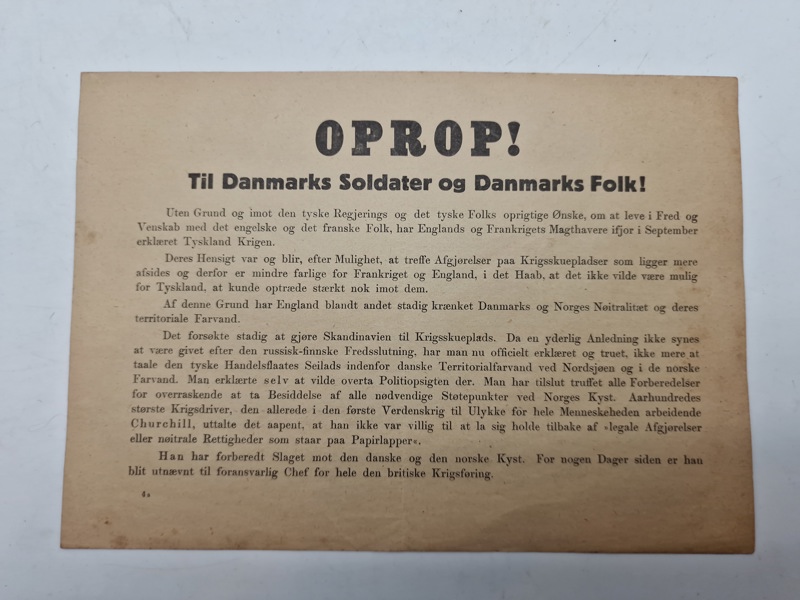 OPROP!
Til Danmarks Soldater og Danmarks Folk!
Uten Grund og imot den tyske Regjerings og det tyske Folks oprigtige Ønske, om at leve i Fred og
Venskab med det engelske og det franske Folk, har Englands og Frankrigets Magthavere ifjor i September
erklæret Tyskland Krigen.
Deres Hensigt var og blir, efter Mulighet, at treffe Afgjørelser paa Krigsskuepladser som ligger mere
afsides og derfor er mindre farlige for Frankriget og England, i det Haab, at det ikke vilde være mulig
for Tyskland, at kunde optræde stærkt nok imot dem.
Af denne Grund har England blandt andet stadig krænket Danmarks og Norges Nøitralitæt og deres
territoriale Farvand.
Det forsøkte stadig at gjøre Skandinavien til Krigsskueplads. Da en yderlig Anledning ikke synes
at være givet efter den russisk-finnske Fredsslutning, har man nu officielt erklæret og truet, ikke mere at
taale den tyske Handelsflaates Seilads indenfor danske Territorialfarvand ved Nordsjøen og i de norske
Farvand. Man erklærte selv at vilde overta Politiopsigten der. Man har tilslut truffet alle Forberedelser
for overraskende at ta Besiddelse af alle nødvendige Støtepunkter ved Norges Kyst. Aarhundredes
største Krigsdriver, den allerede i den første Verdenskrig til Ulykke for hele Menneskeheden arbeidende
Churchill, uttalte det aapent, at han ikke var villig til at la sig holde tilbake af »legale Afgjørelser
eller nøitrale Rettigheder som staar paa Papirlapper«.
Han har forberedt Slaget mot den danske og den norske Kyst. For nogen Dager siden er han
blit utnævnt til foransvarlig Chef for hele den britiske Krigsføring.
4a